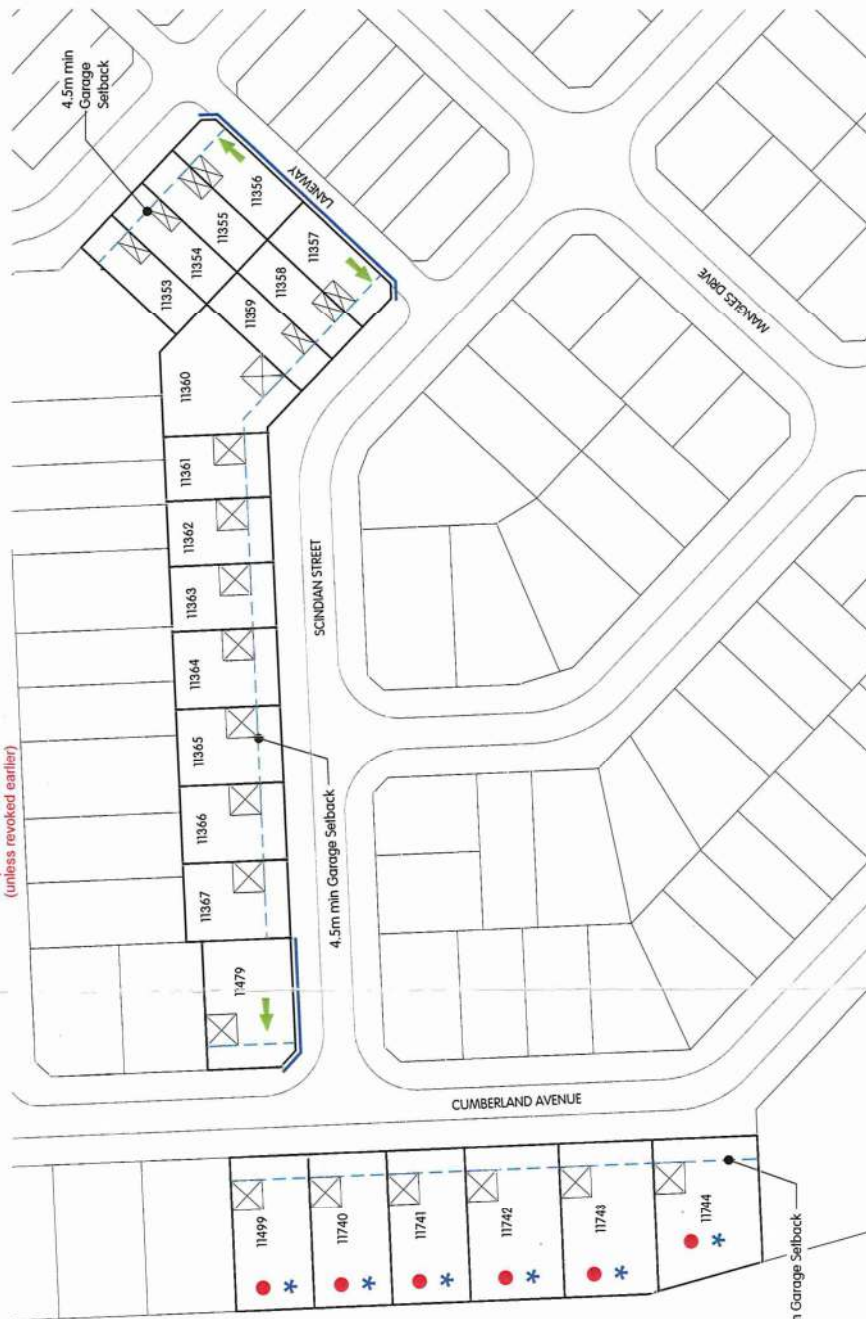 (unless revoked earlier)
4.5m min
Garage
Setback
LANEWAY
11356
11355
11354
11353
11357
11358
11359
11360
11361
11362
11363
11364
11365
11366
11367
11479
SCINDIAN STREET
MANGLES DRIVE
4.5m min Garage Setback
CUMBERLAND AVENUE
11499
11740
11741
11742
11743
11744
Garage Setback